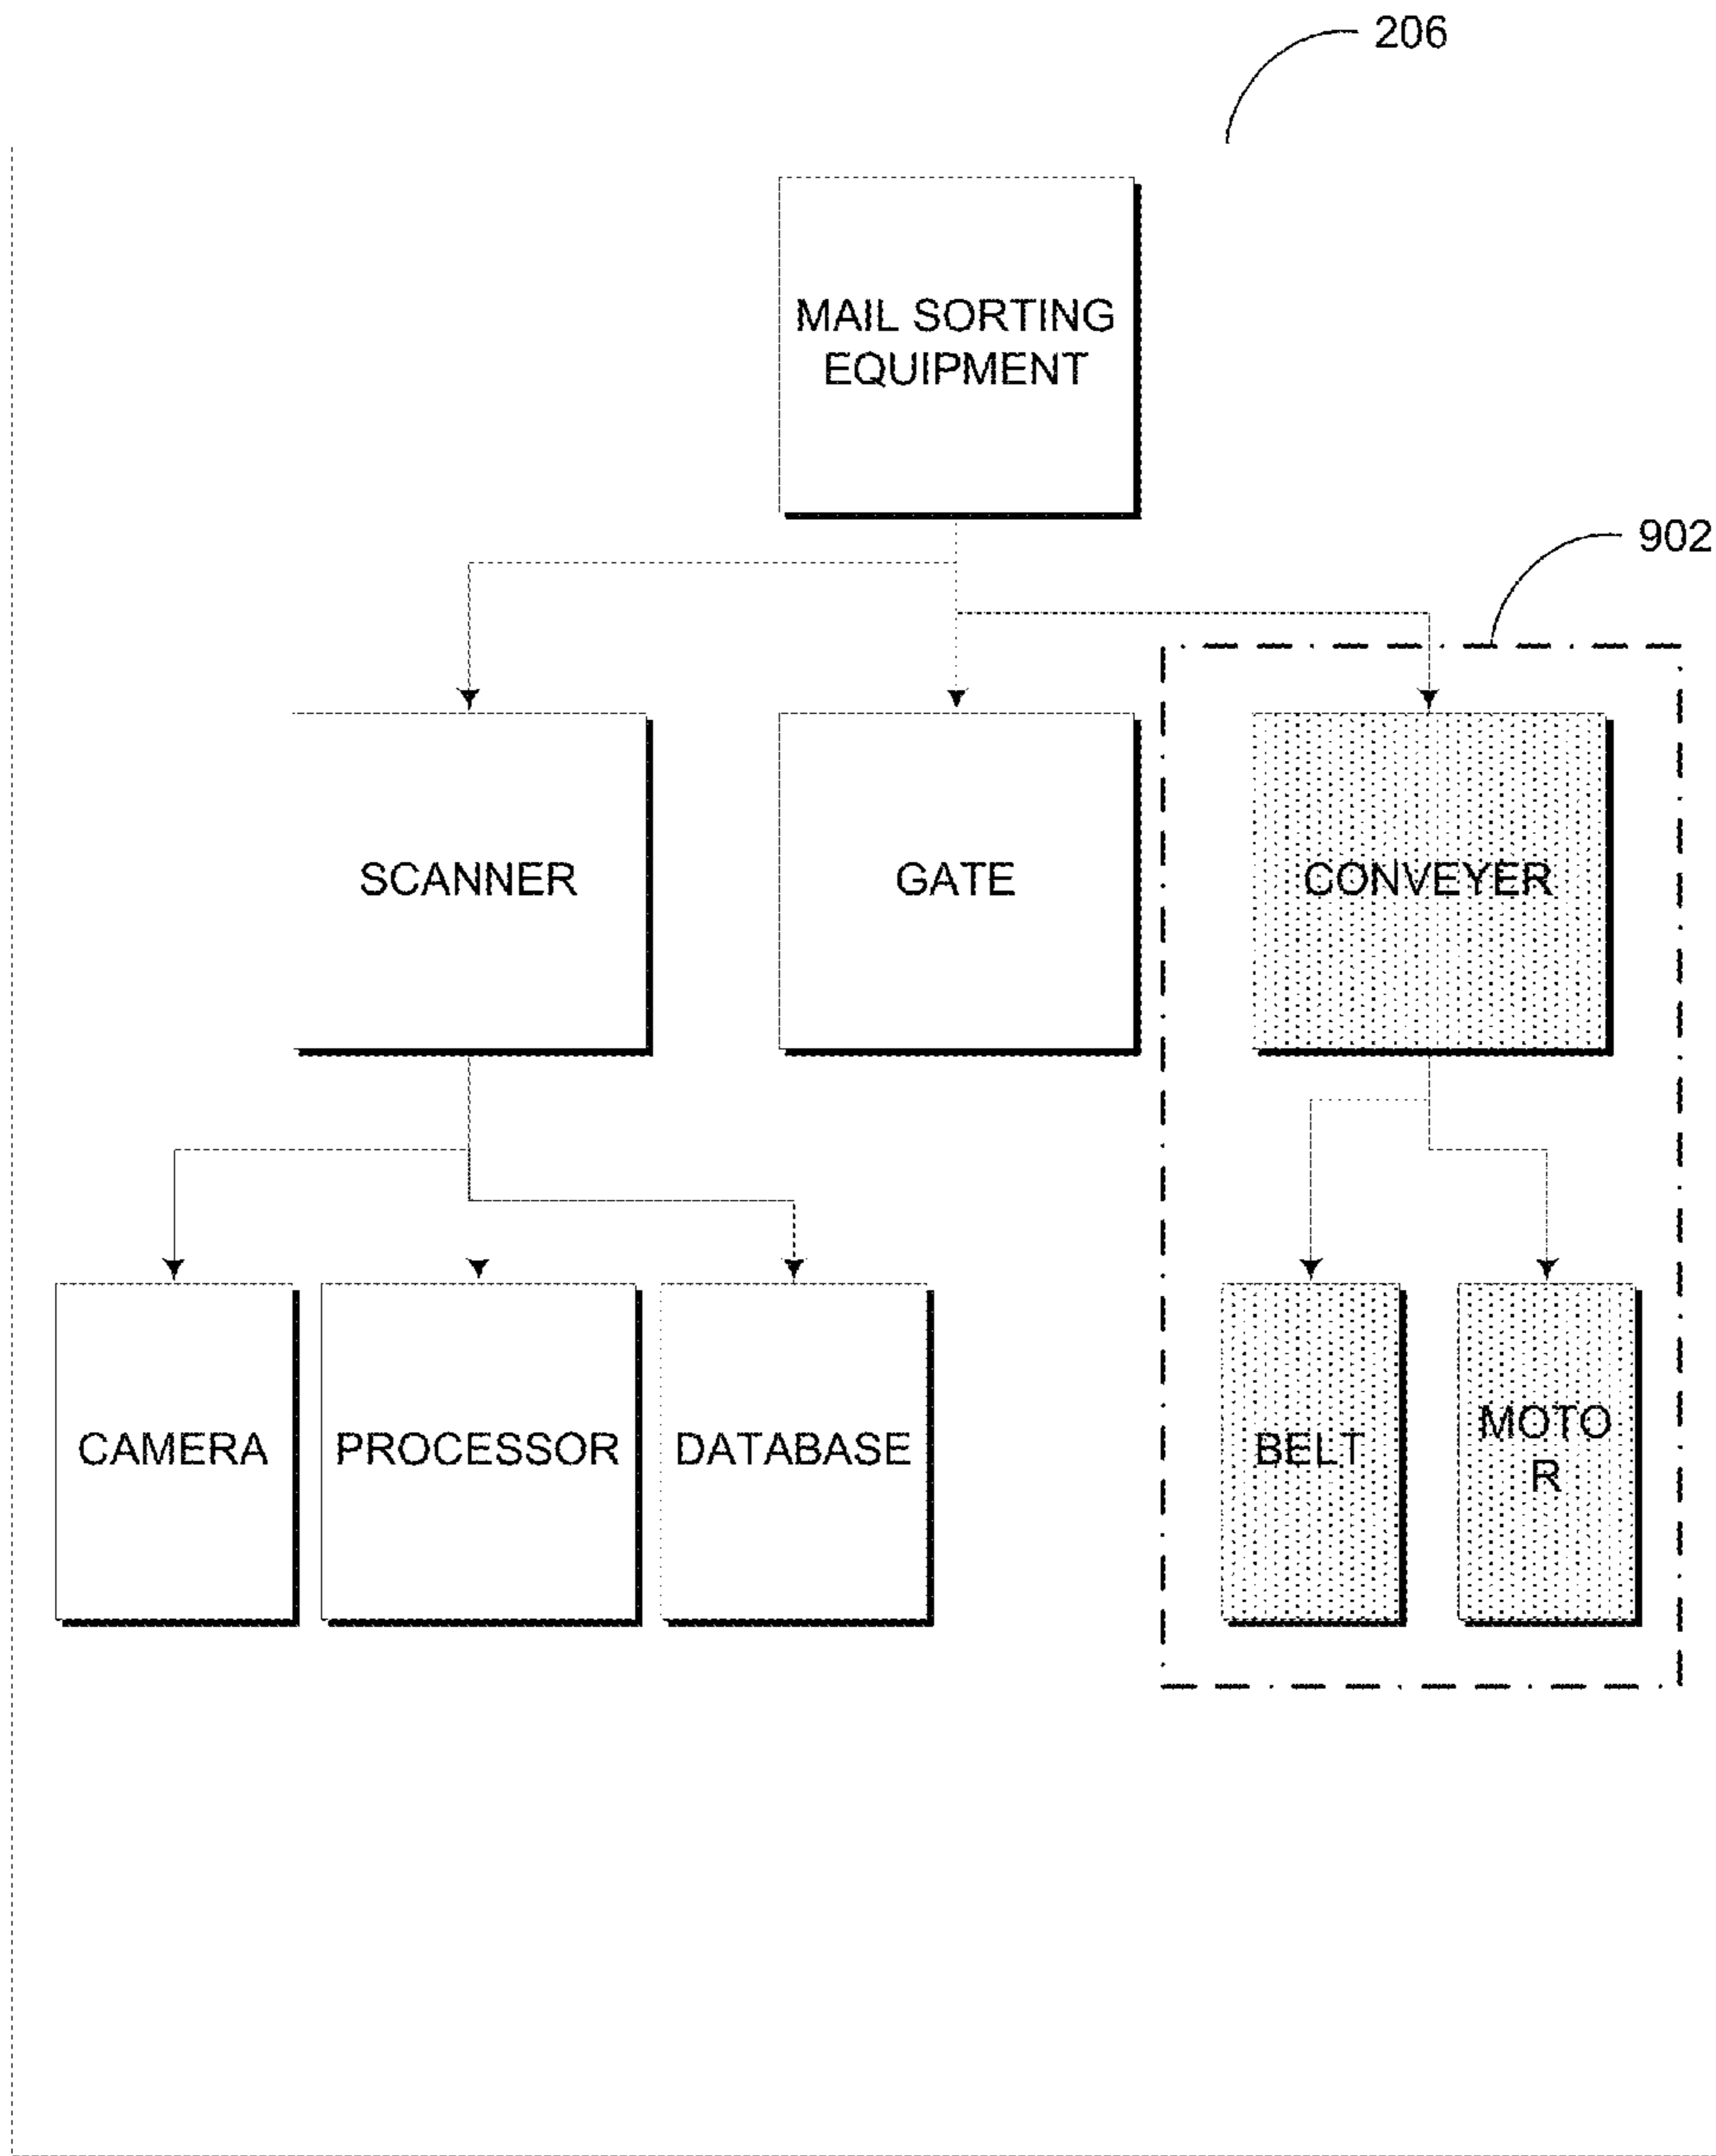 206
MAIL SORTING
EQUIPMENT
902
SCANNER
GATE
CONVEYER
CAMERA
PROCESSOR
DATABASE
BELT
MOTO
R